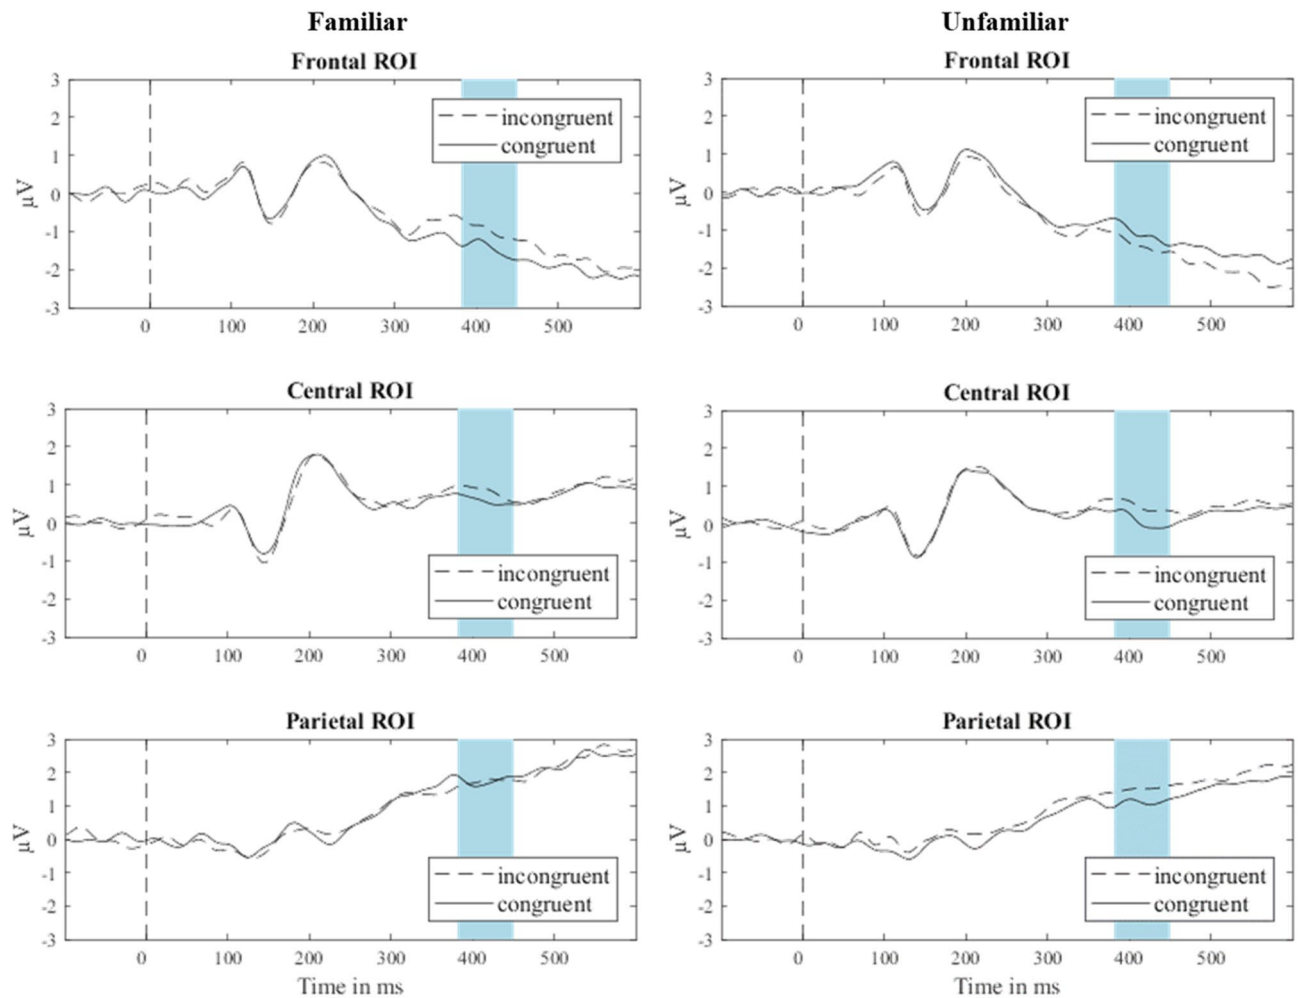 Familiar
Unfamiliar
Frontal ROI
Frontal ROI
3
2
1
0
-1
-2
-3
μV
incongruent
congruent
0 100 200 300 400 500
3
2
1
0
-1
-2
-3
μV
incongruent
congruent
0 100 200 300 400 500
Central ROI
Central ROI
3
2
1
0
-1
-2
-3
μV
incongruent
congruent
0 100 200 300 400 500
3
2
1
0
-1
-2
-3
μV
incongruent
congruent
0 100 200 300 400 500
Parietal ROI
Parietal ROI
3
2
1
0
-1
-2
-3
μV
incongruent
congruent
0 100 200 300 400 500
Time in ms
3
2
1
0
-1
-2
-3
μV
incongruent
congruent
0 100 200 300 400 500
Time in ms